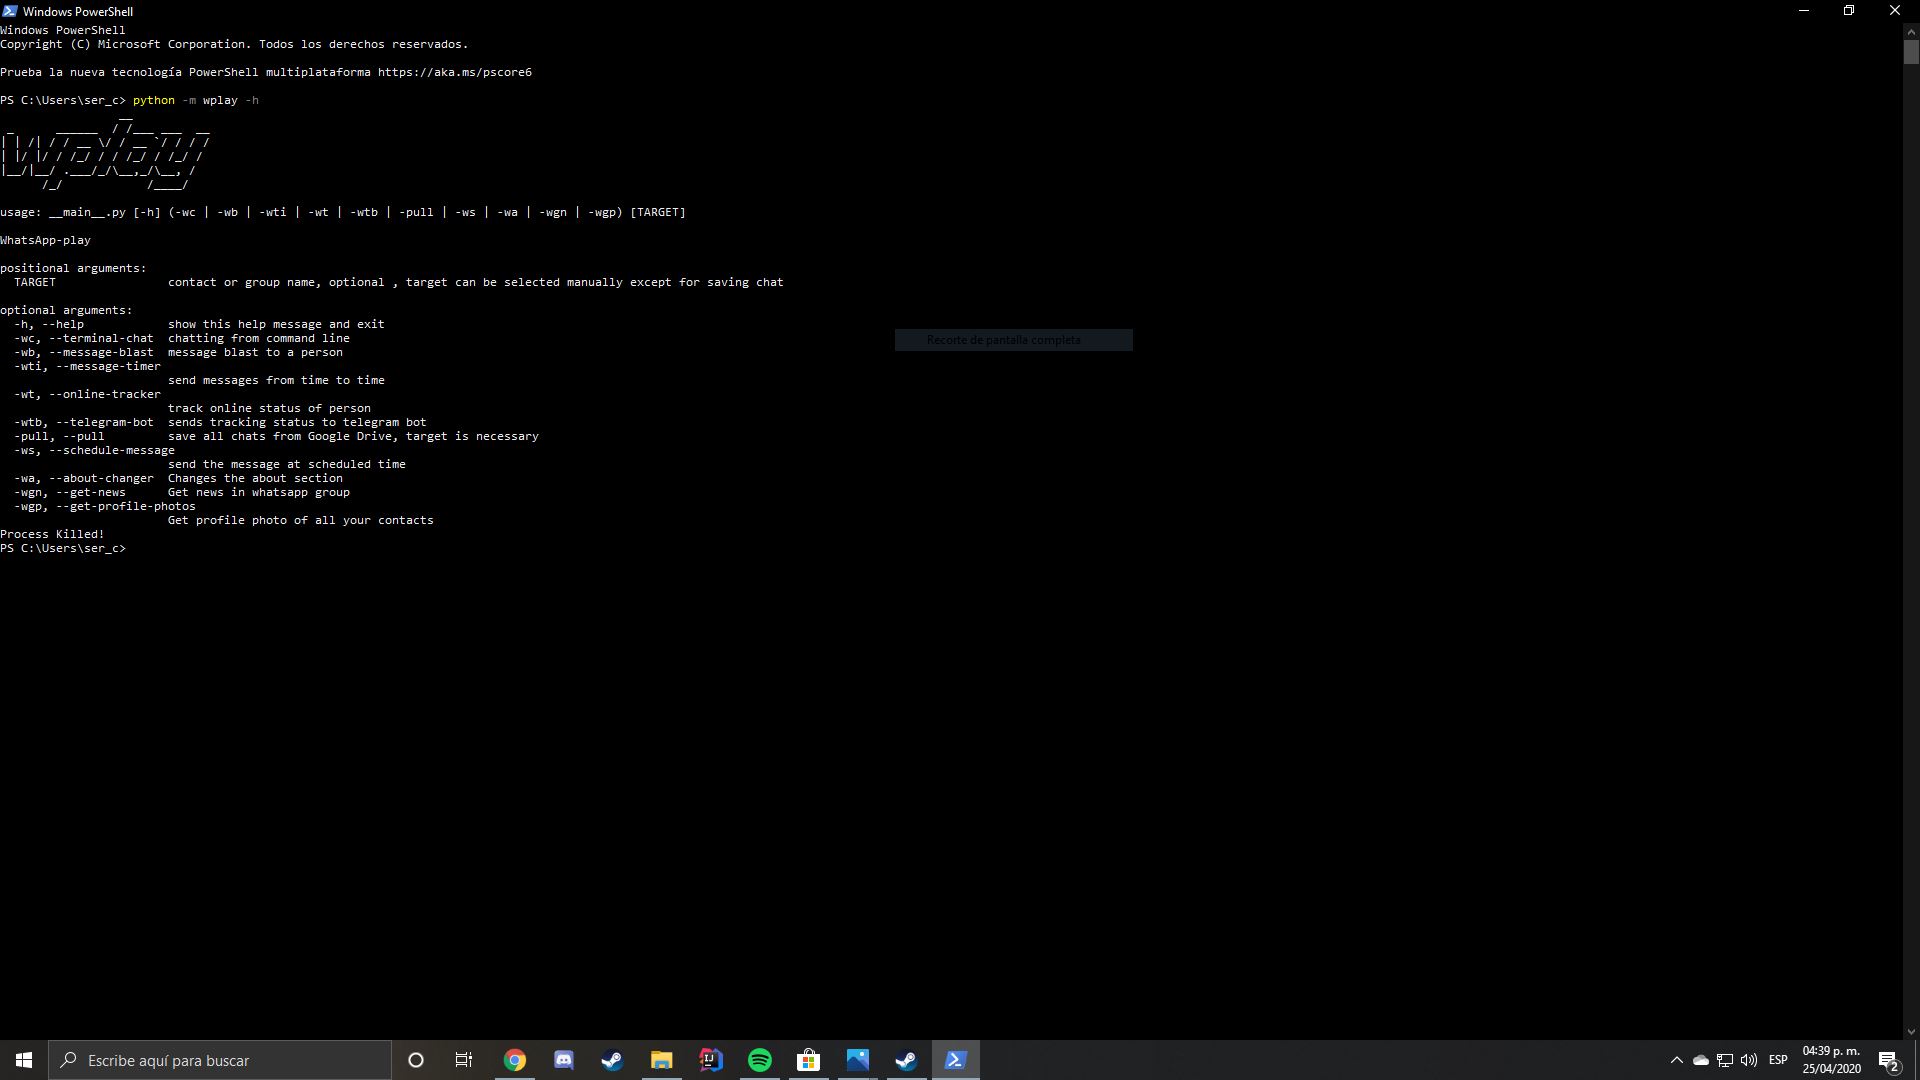 Windows PowerShell
Windows PowerShell
Copyright (C) Microsoft Corporation. Todos los derechos reservados.
Prueba la nueva tecnología PowerShell multiplataforma https://aka.ms/pscore6
PS C:\Users\ser_c> python -m wplay -h
wplay
usage: __main__.py [-h] (-wc | -wb | -wti | -wt | -wtb | -pull | -ws | -wa | -wgn | -wgp) [TARGET]
WhatsApp-play
positional arguments:
TARGET contact or group name, optional , target can be selected manually except for saving chat
optional arguments:
-h, --help show this help message and exit
-wc, --terminal-chat chatting from command line
-wb, --message-blast message blast to a person
-wti, --message-timer
send messages from time to time
-wt, --online-tracker
track online status of person
-wtb, --telegram-bot sends tracking status to telegram bot
-pull, --pull save all chats from Google Drive, target is necessary
-ws, --schedule-message
send the message at scheduled time
-wa, --about-changer Changes the about section
-wgn, --get-news Get news in whatsapp group
-wgp, --get-profile-photos
Get profile photo of all your contacts
Process Killed!
PS C:\Users\ser_c>
Recorte de pantalla completa
Escribe aquí para buscar
ESP
04:39 p. m.
25/04/2020
2